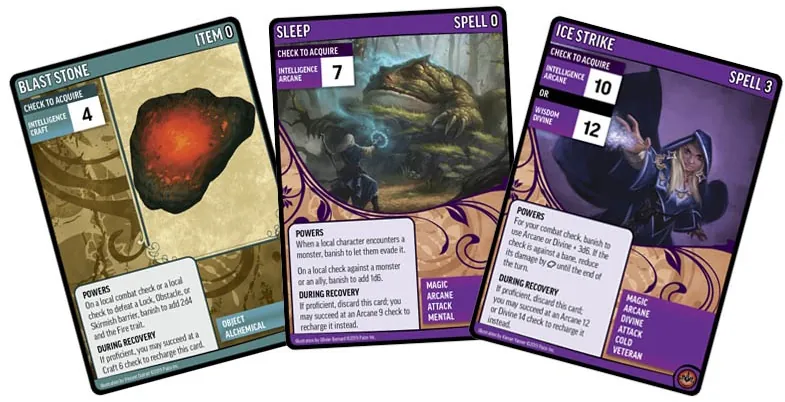 BLAST STONE
ITEM 0
CHECK TO ACQUIRE
INTELLIGENCE
CRAFT
4
POWERS
On a local combat check or a local
check to defeat a Lock, Obstacle, or
Skirmish barrier, banish to add 2d4
and the Fire trait.
DURING RECOVERY
If proficient, you may succeed at a
Craft 6 check to recharge this card.
OBJECT
ALCHEMICAL
SLEEP
SPELL 0
CHECK TO ACQUIRE
INTELLIGENCE
ARCANE
7
POWERS
When a local character encounters a
monster, banish to let them evade it.
On a local check against a monster
or an ally, banish to add 1d6.
DURING RECOVERY
If proficient, discard this card; you
may succeed at an Arcane 9 check to
recharge it instead.
MAGIC
ARCANE
ATTACK
MENTAL
ICE STRIKE
SPELL 3
CHECK TO ACQUIRE
INTELLIGENCE
ARCANE
10
OR
WISDOM
DIVINE
12
POWERS
For your combat check, banish to
use Arcane or Divine + 3d6. If the
check is against a bane, reduce
its damage by until the end of
the turn.
DURING RECOVERY
If proficient, discard this card;
you may succeed at an Arcane 12
or Divine 14 check to recharge it
instead.
MAGIC
ARCANE
DIVINE
ATTACK
COLD
VETERAN